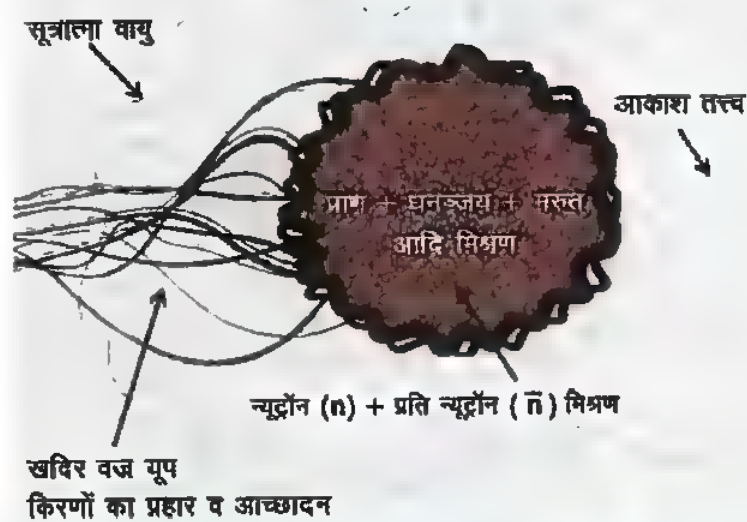 सूत्रात्मा वायु
आकाश तत्त्व
प्राण + धनञ्जय + मरुत्
आदि मिश्रण
न्यूट्रॉन (n) + प्रति न्यूट्रॉन ( n̅ ) मिश्रण
खदिर वज्र यूप
किरणों का प्रहार व आच्छादन